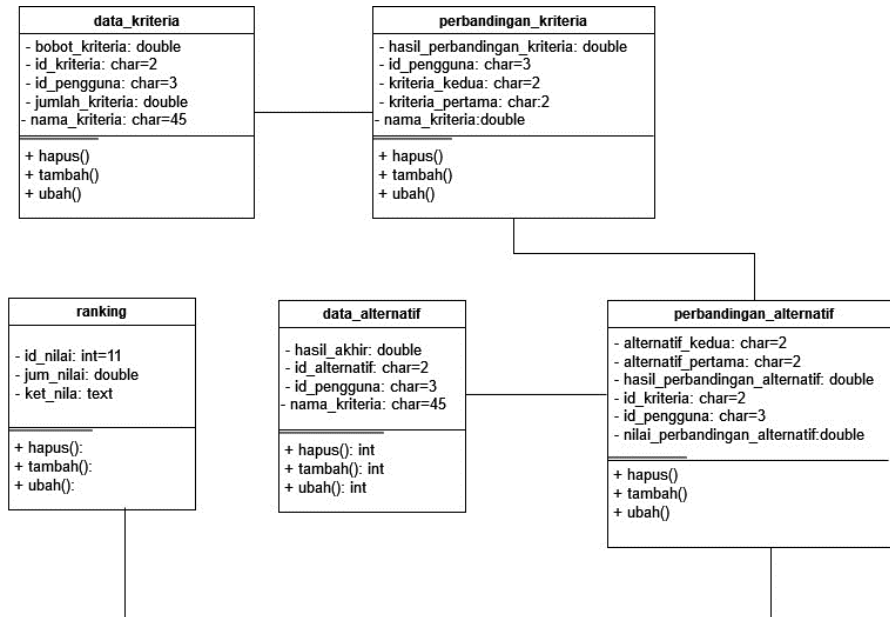 data_kriteria
- bobot_kriteria: double
- id_kriteria: char=2
- id_pengguna: char=3
- jumlah_kriteria: double
- nama_kriteria: char=45
+ hapus()
+ tambah()
+ ubah()
perbandingan_kriteria
- hasil_perbandingan_kriteria: double
- id_pengguna: char=3
- kriteria_kedua: char=2
- kriteria_pertama: char:2
- nama_kriteria:double
+ hapus()
+ tambah()
+ ubah()
ranking
- id_nilai: int=11
- jum_nilai: double
- ket_nila: text
+ hapus():
+ tambah():
+ ubah():
data_alternatif
- hasil_akhir: double
- id_alternatif: char=2
- id_pengguna: char=3
- nama_kriteria: char=45
+ hapus(): int
+ tambah(): int
+ ubah(): int
perbandingan_alternatif
- alternatif_kedua: char=2
- alternatif_pertama: char=2
- hasil_perbandingan_alternatif: double
- id_kriteria: char=2
- id_pengguna: char=3
- nilai_perbandingan_alternatif:double
+ hapus()
+ tambah()
+ ubah()